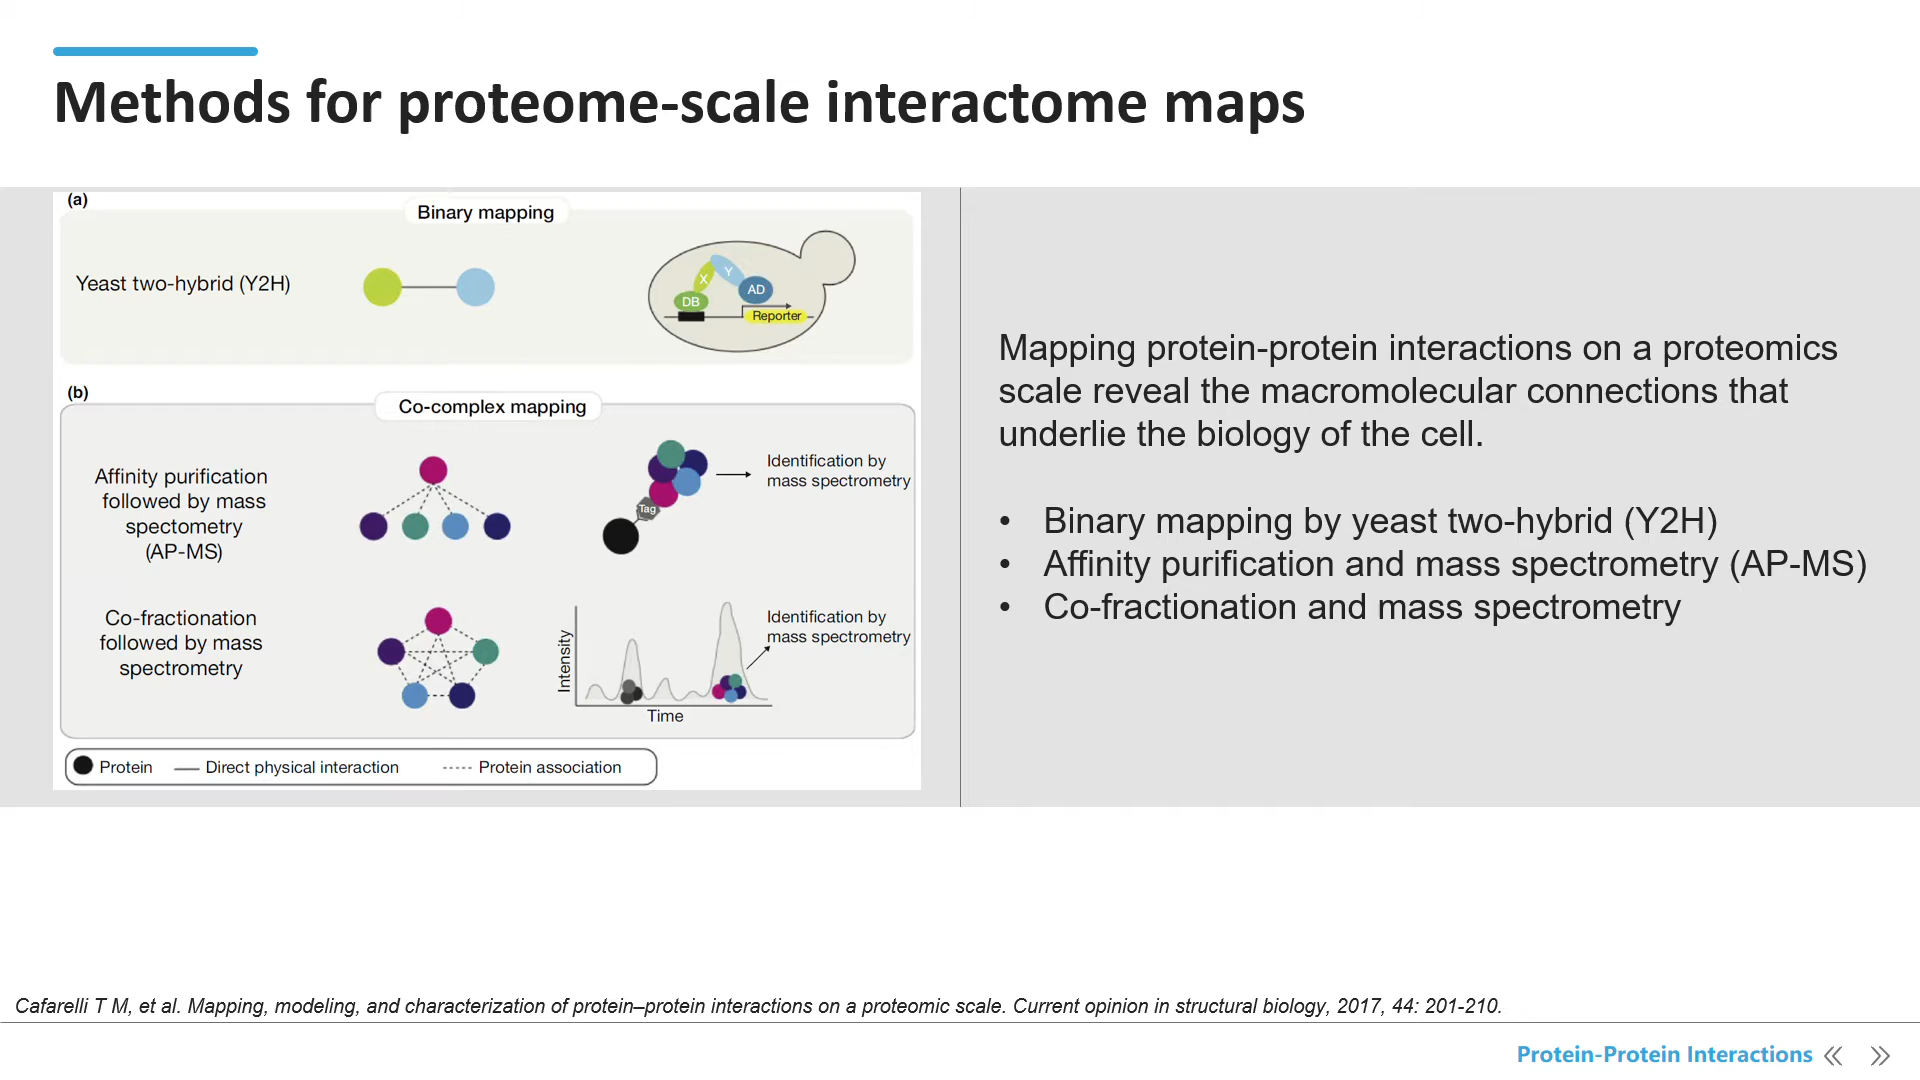 Methods for proteome-scale interactome maps
(a)
Binary mapping
Yeast two-hybrid (Y2H)
X
Y
DB
AD
Reporter
(b)
Co-complex mapping
Affinity purification
followed by mass
spectometry
(AP-MS)
Tag
Identification by
mass spectrometry
Co-fractionation
followed by mass
spectrometry
Intensity
Time
Identification by
mass spectrometry
Protein
Direct physical interaction
Protein association
Mapping protein-protein interactions on a proteomics
scale reveal the macromolecular connections that
underlie the biology of the cell.
• Binary mapping by yeast two-hybrid (Y2H)
• Affinity purification and mass spectrometry (AP-MS)
• Co-fractionation and mass spectrometry
Cafarelli T M, et al. Mapping, modeling, and characterization of protein–protein interactions on a proteomic scale. Current opinion in structural biology, 2017, 44: 201-210.
Protein-Protein Interactions